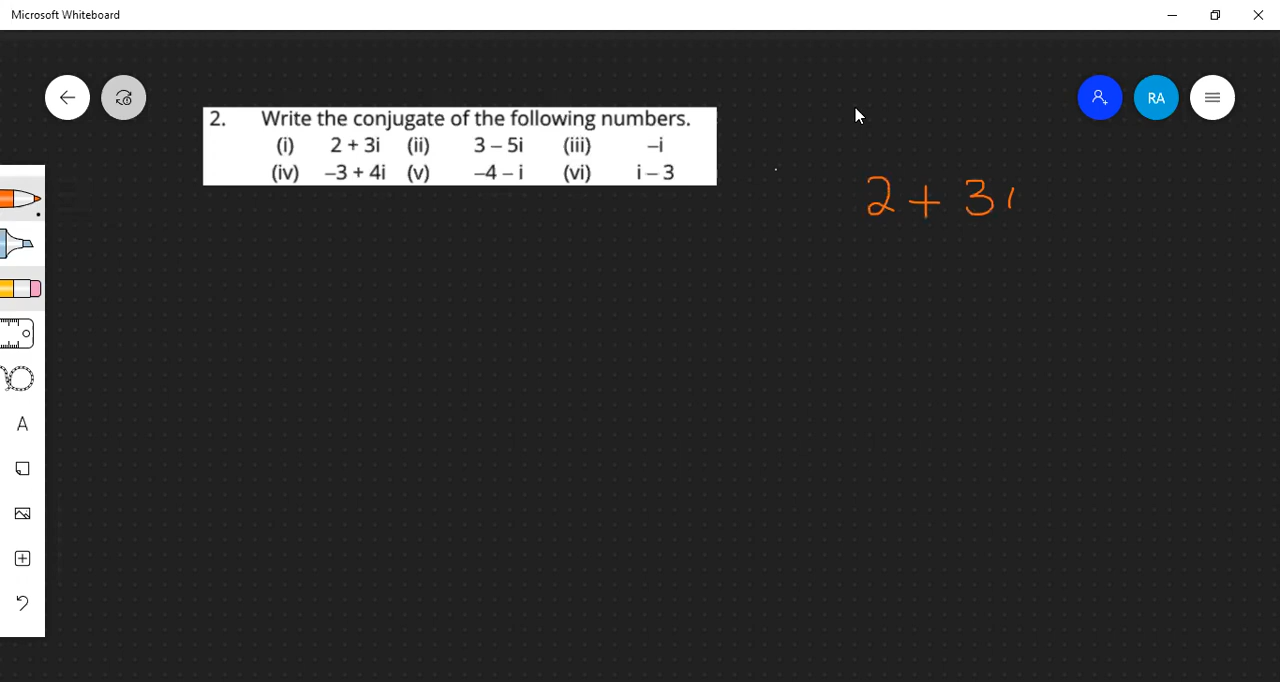 Microsoft Whiteboard
RA
2. Write the conjugate of the following numbers.
(i) 2 + 3i (ii) 3 – 5i (iii) –i
(iv) –3 + 4i (v) –4 – i (vi) i – 3
2 + 3 i
A